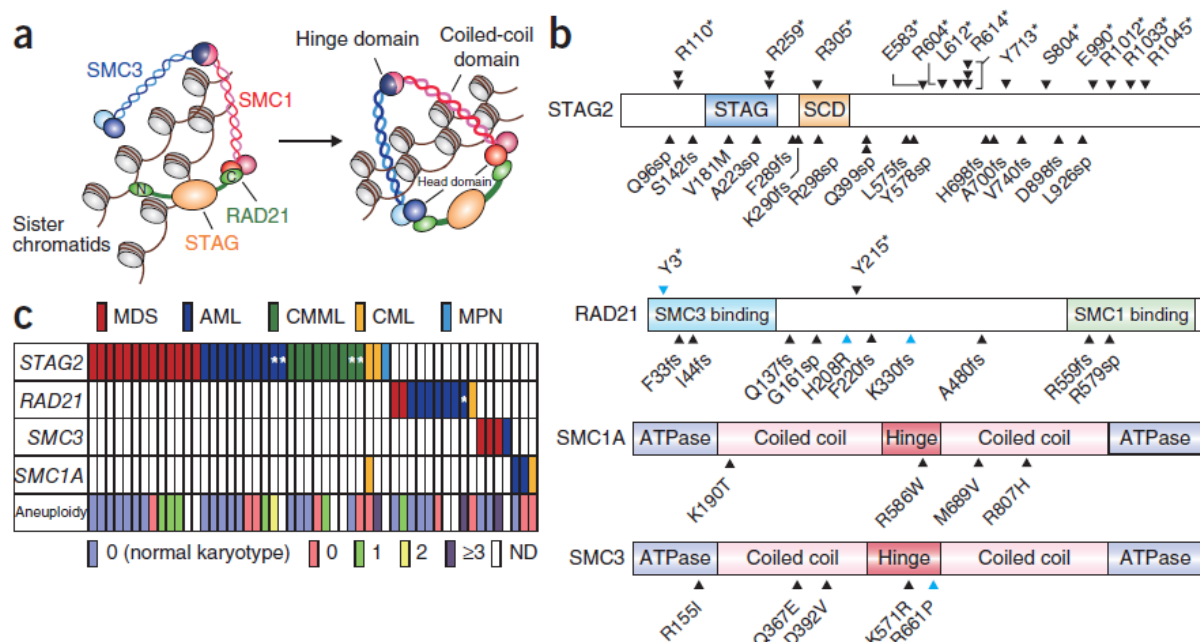 a
Hinge domain
Coiled-coil domain
SMC3
SMC1
Head domain
N
C
RAD21
STAG
Sister chromatids
b
R110*
R259*
R305*
E583*
R604*
L612*
R614*
Y713*
S804*
E990*
R1012*
R1033*
R1045*
STAG2
STAG
SCD
Q96sp
S142fs
V181M
A223sp
F289fs
K290fs
R298sp
Q399sp
L575fs
Y578sp
H698fs
A700fs
V740fs
D898fs
L926sp
Y3*
Y215*
RAD21
SMC3 binding
SMC1 binding
F33fs
I44fs
Q137fs
G161sp
H208R
F220fs
K330fs
A480fs
R559fs
R579sp
SMC1A
ATPase
Coiled coil
Hinge
Coiled coil
ATPase
K190T
R586W
M689V
R807H
SMC3
ATPase
Coiled coil
Hinge
Coiled coil
ATPase
R155I
Q367E
D392V
K571R
R661P
c
MDS
AML
CMML
CML
MPN
STAG2
* * * *
RAD21
*
SMC3
SMC1A
Aneuploidy
0 (normal karyotype)
0
1
2
≥3
ND